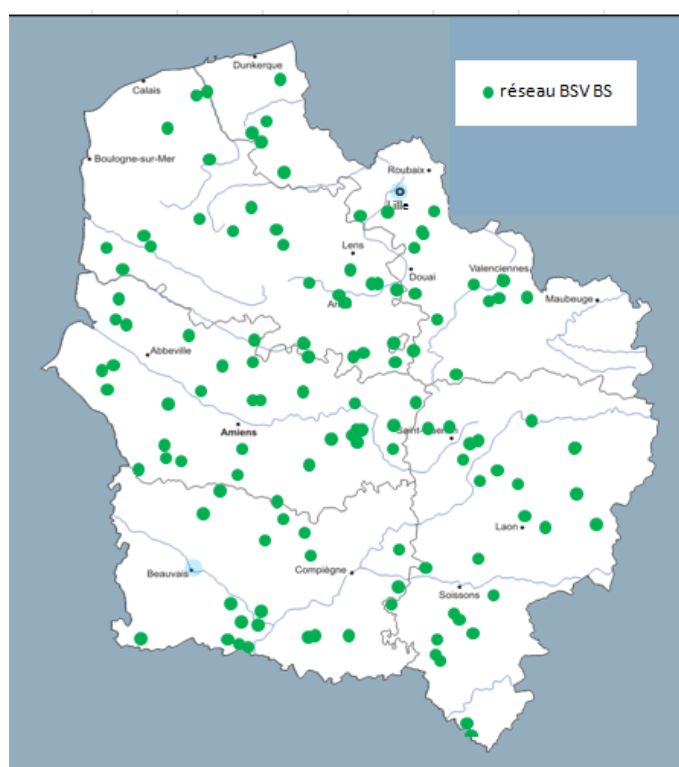 Dunkerque
Calais
réseau BSV BS
Boulogne-sur-Mer
Roubaix
Lille
Lens
Douai
Valenciennes
Maubeuge
Abbeville
Amiens
Laon
Beauvais
Compiègne
Soissons